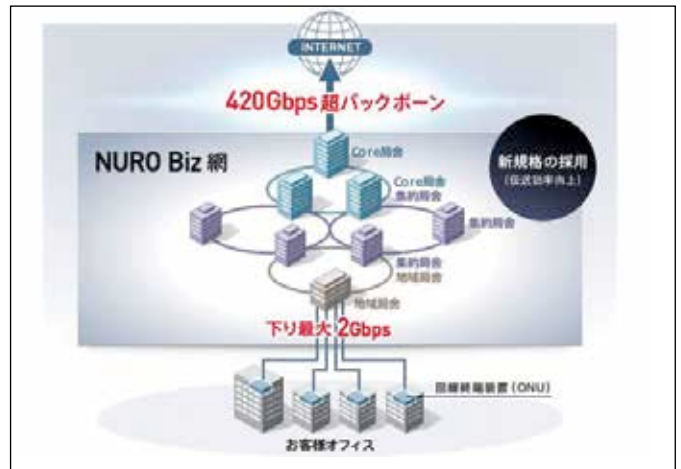 INTERNET
420Gbps超バックボーン
NURO Biz 網
新規格の採用
(伝送効率向上)
Core局舎
Core局舎
集約局舎
集約局舎
集約局舎
地域局舎
地域局舎
下り最大 2Gbps
回線終端装置(ONU)
お客様オフィス